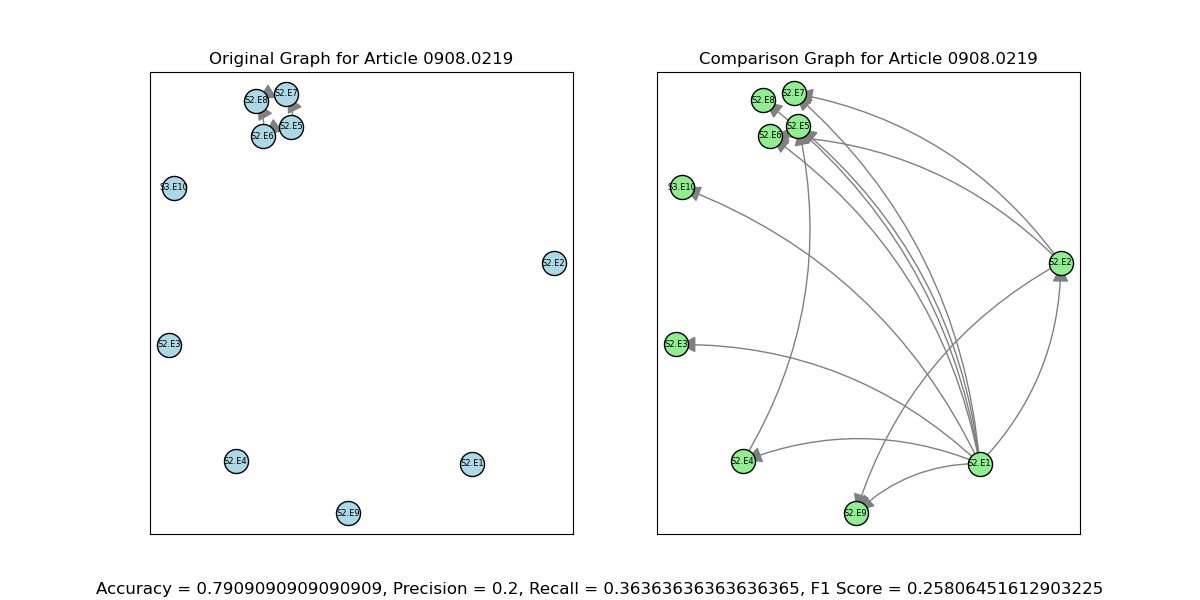 Original Graph for Article 0908.0219
S2.E8
S2.E7
S2.E6
S2.E5
S3.E10
S2.E2
S2.E3
S2.E4
S2.E1
S2.E9
Comparison Graph for Article 0908.0219
S2.E8
S2.E7
S2.E6
S2.E5
S3.E10
S2.E2
S2.E3
S2.E4
S2.E1
S2.E9
Accuracy = 0.7909090909090909, Precision = 0.2, Recall = 0.36363636363636365, F1 Score = 0.25806451612903225